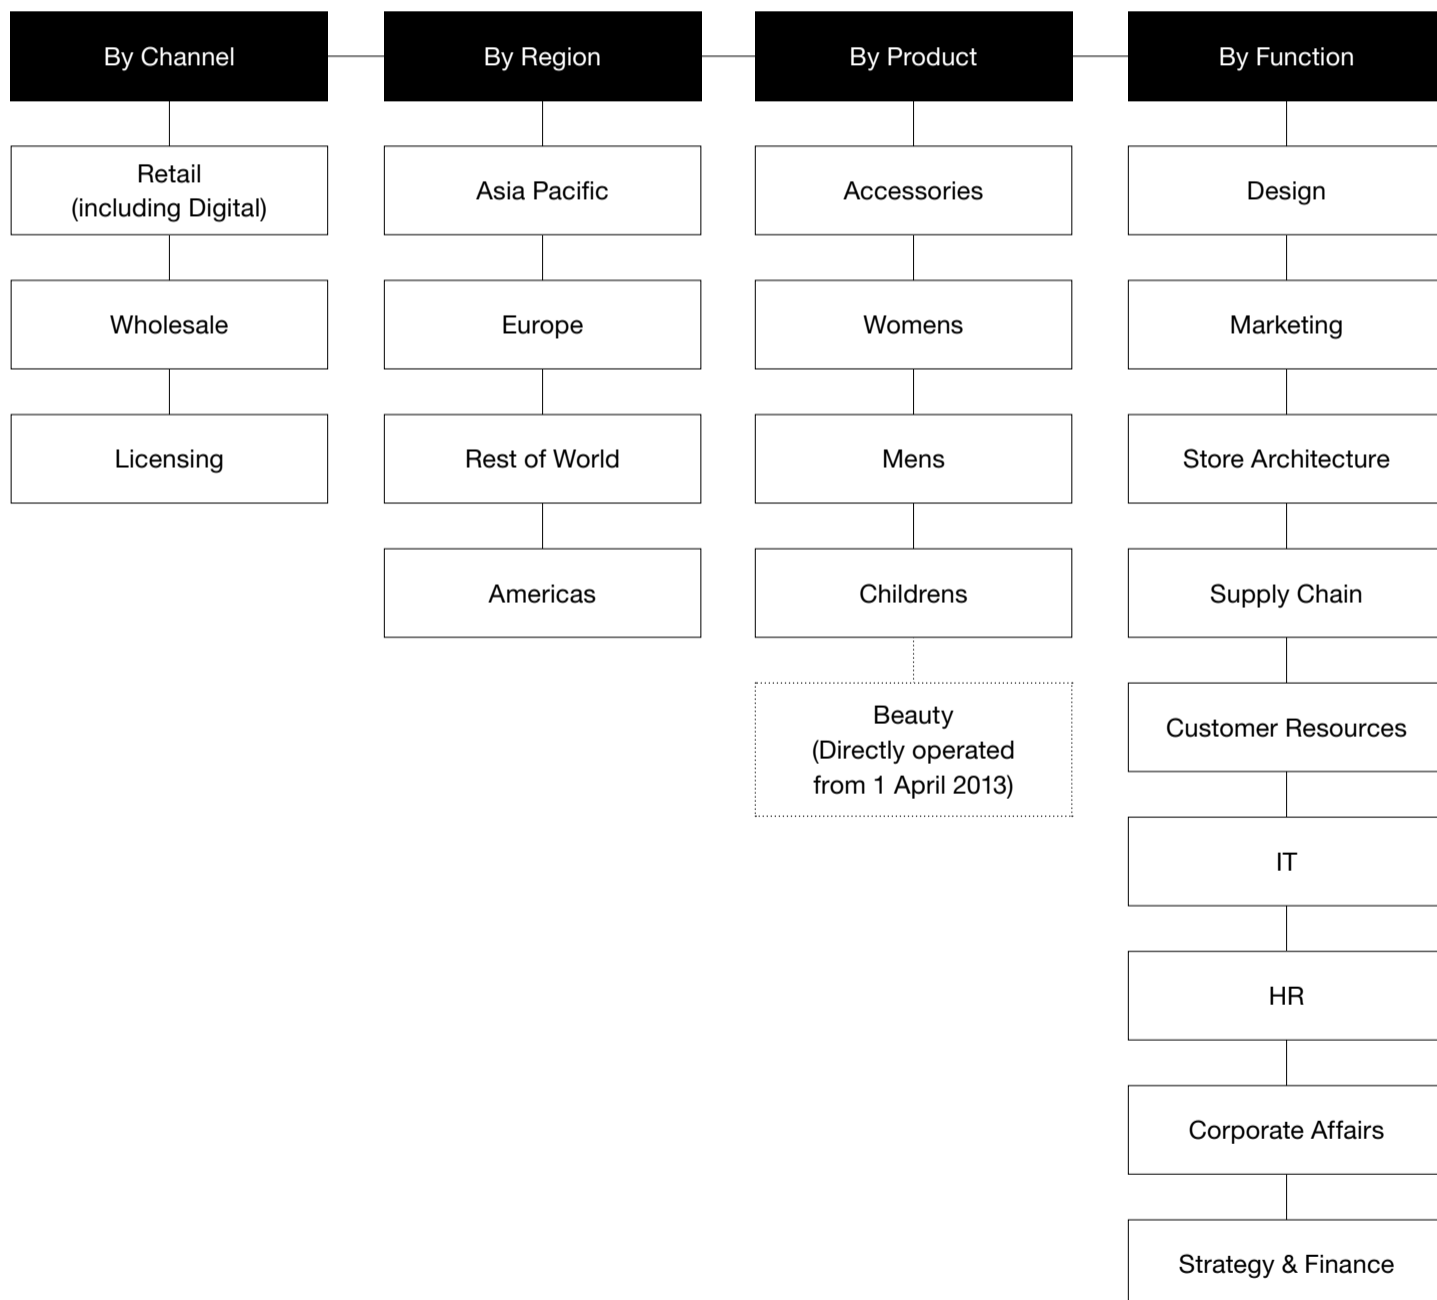 By Channel
Retail
(including Digital)
Wholesale
Licensing
By Region
Asia Pacific
Europe
Rest of World
Americas
By Product
Accessories
Womens
Mens
Childrens
Beauty
(Directly operated
from 1 April 2013)
By Function
Design
Marketing
Store Architecture
Supply Chain
Customer Resources
IT
HR
Corporate Affairs
Strategy & Finance